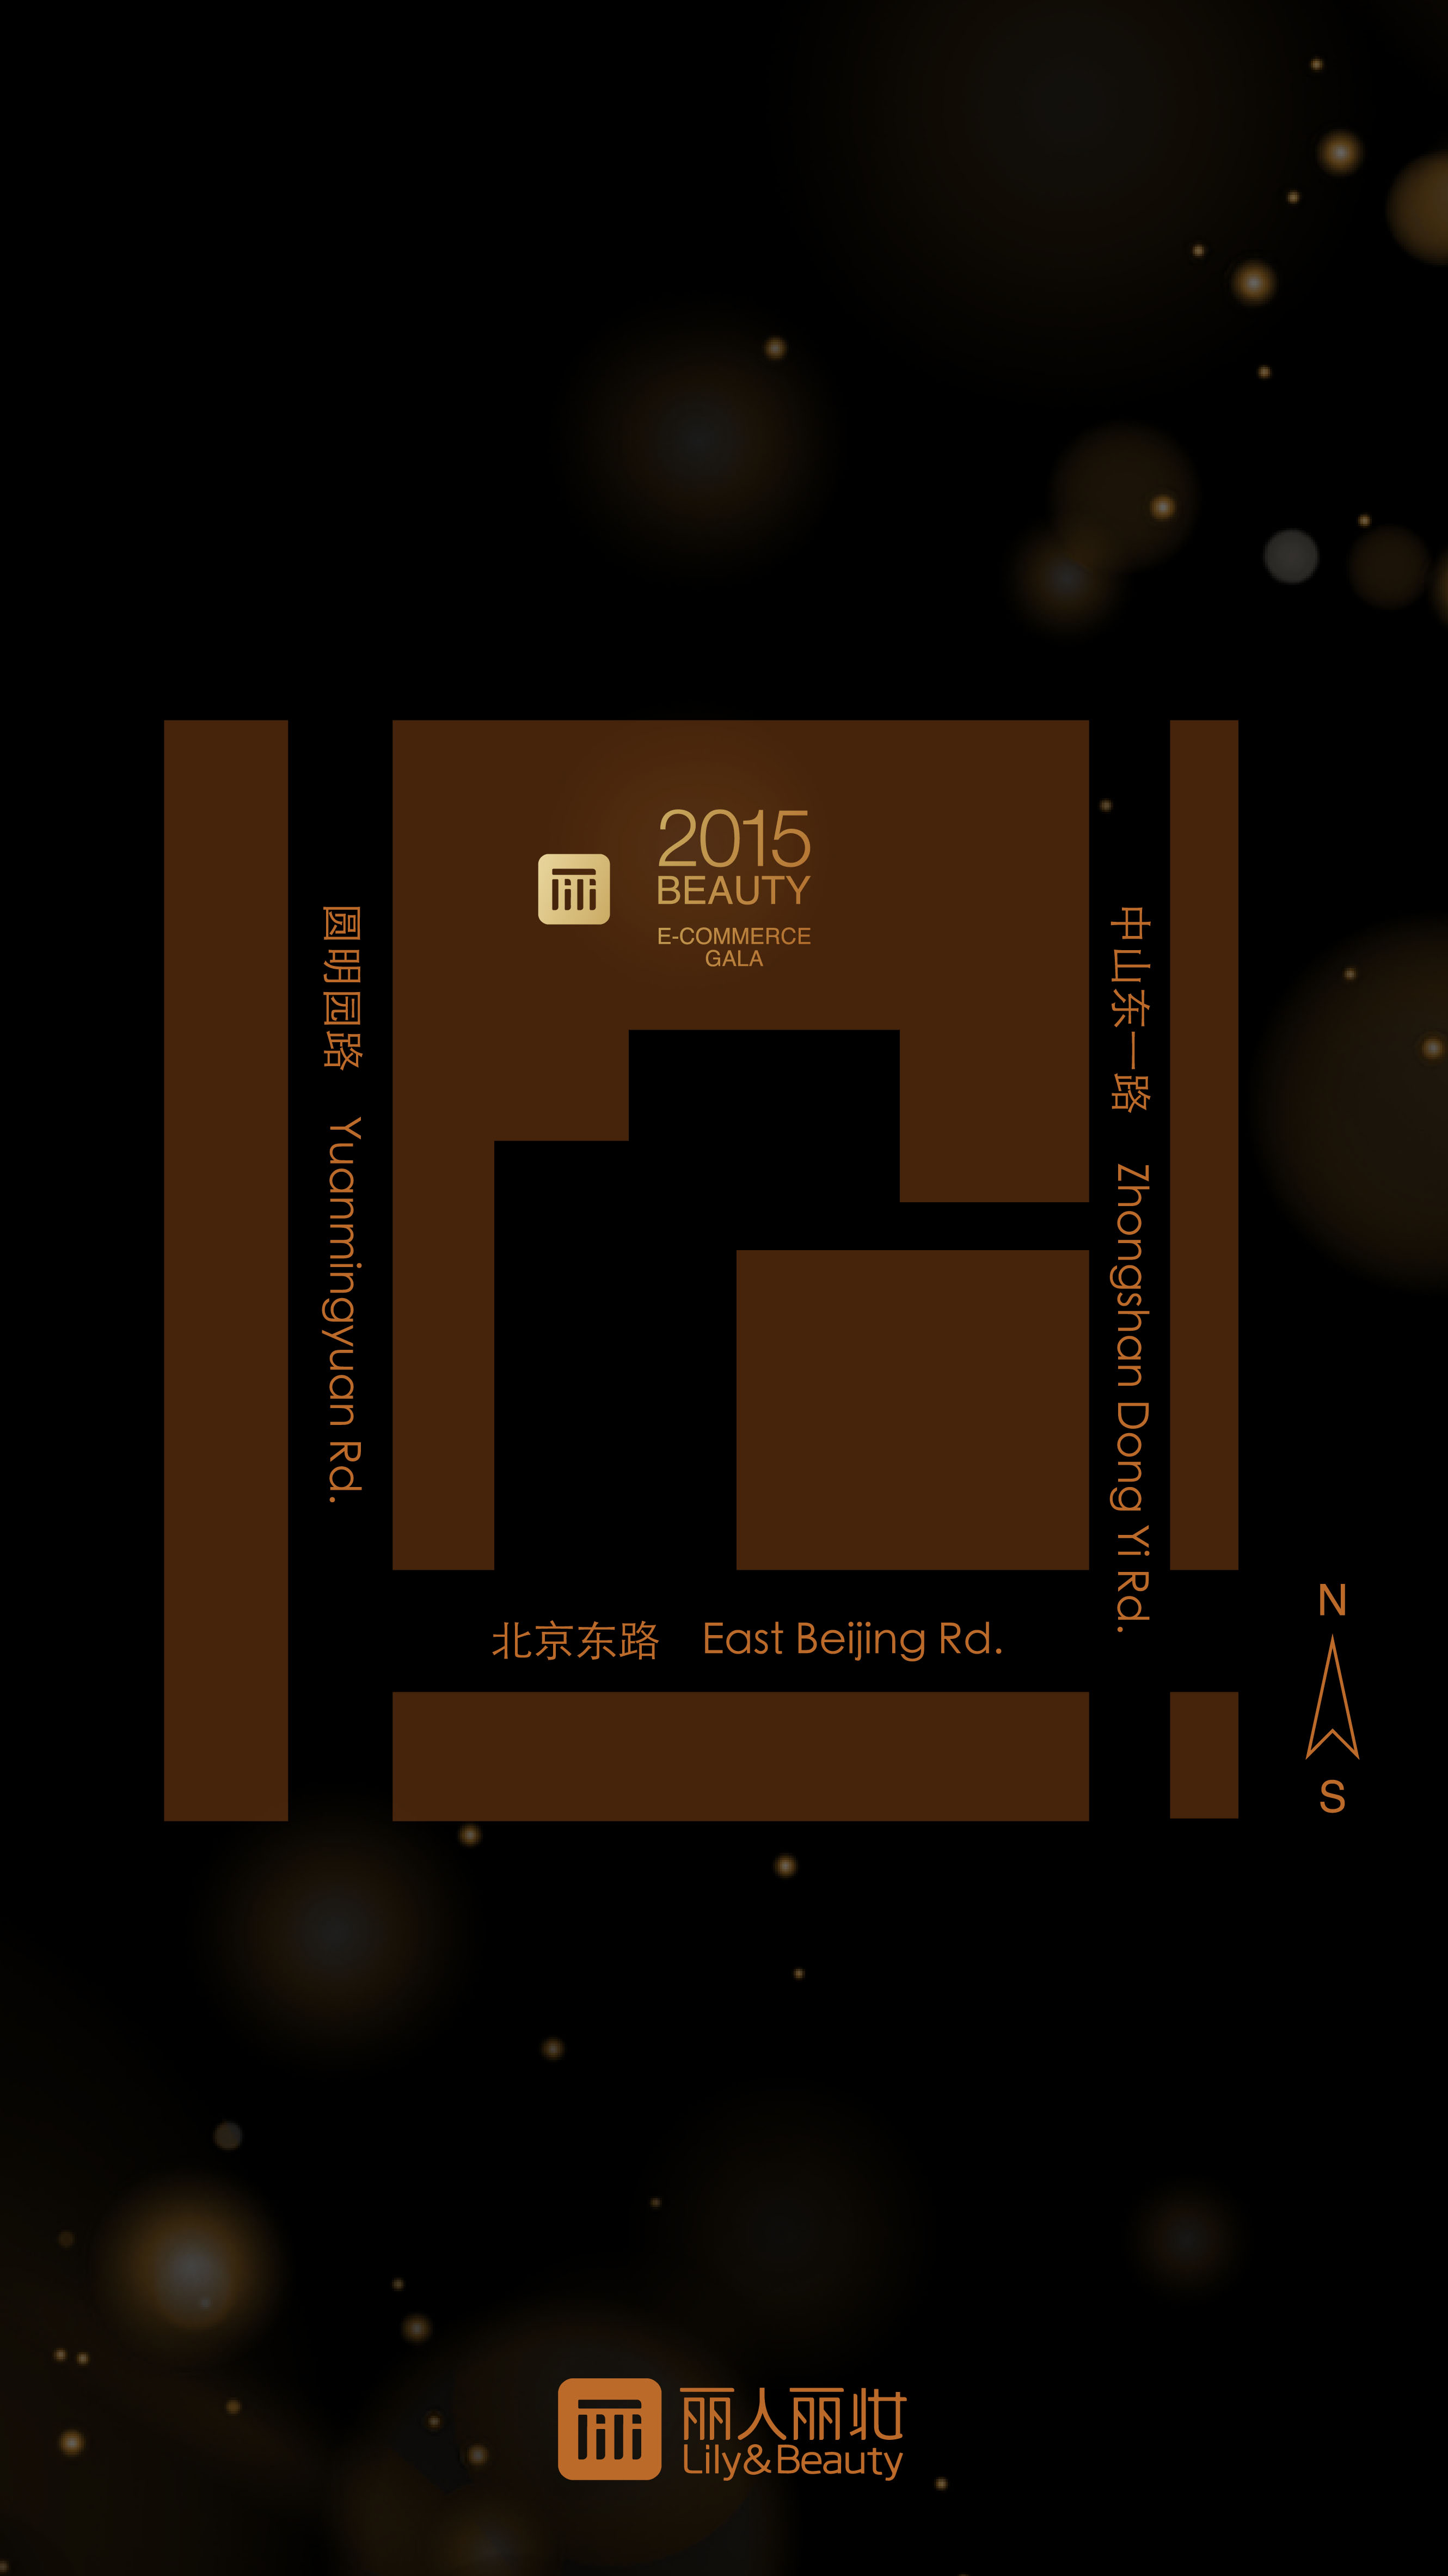 2015
BEAUTY
E-COMMERCE
GALA
圆明园路 Yuanmingyuan Rd.
中山东一路 Zhongshan Dong Yi Rd.
北京东路 East Beijing Rd.
N
S
丽人丽妆
Lily&Beauty